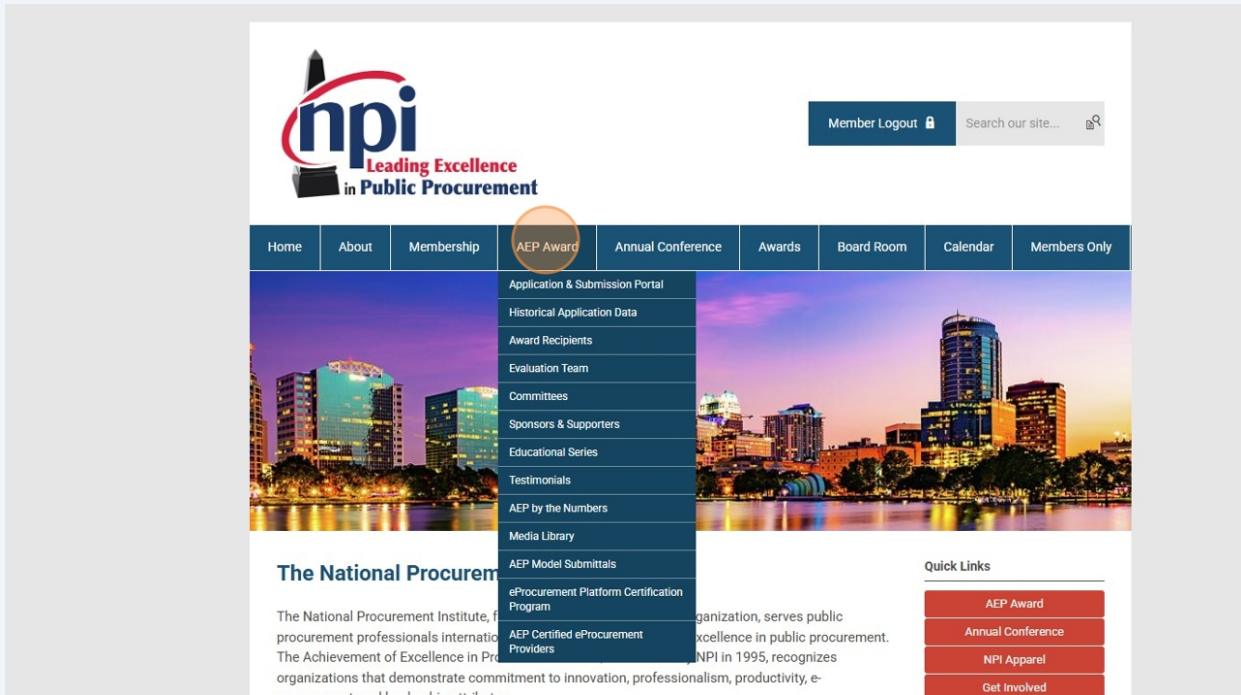 npi
Leading Excellence
in Public Procurement
Member Logout
Search our site...
Home
About
Membership
AEP Award
Annual Conference
Awards
Board Room
Calendar
Members Only
Application & Submission Portal
Historical Application Data
Award Recipients
Evaluation Team
Committees
Sponsors & Supporters
Educational Series
Testimonials
AEP by the Numbers
Media Library
AEP Model Submittals
eProcurement Platform Certification
Program
AEP Certified eProcurement
Providers
The National Procurem
The National Procurement Institute, f ganization, serves public
procurement professionals internatio xcellence in public procurement.
The Achievement of Excellence in Pro NPI in 1995, recognizes
organizations that demonstrate commitment to innovation, professionalism, productivity, e-
Quick Links
AEP Award
Annual Conference
NPI Apparel
Get Involved